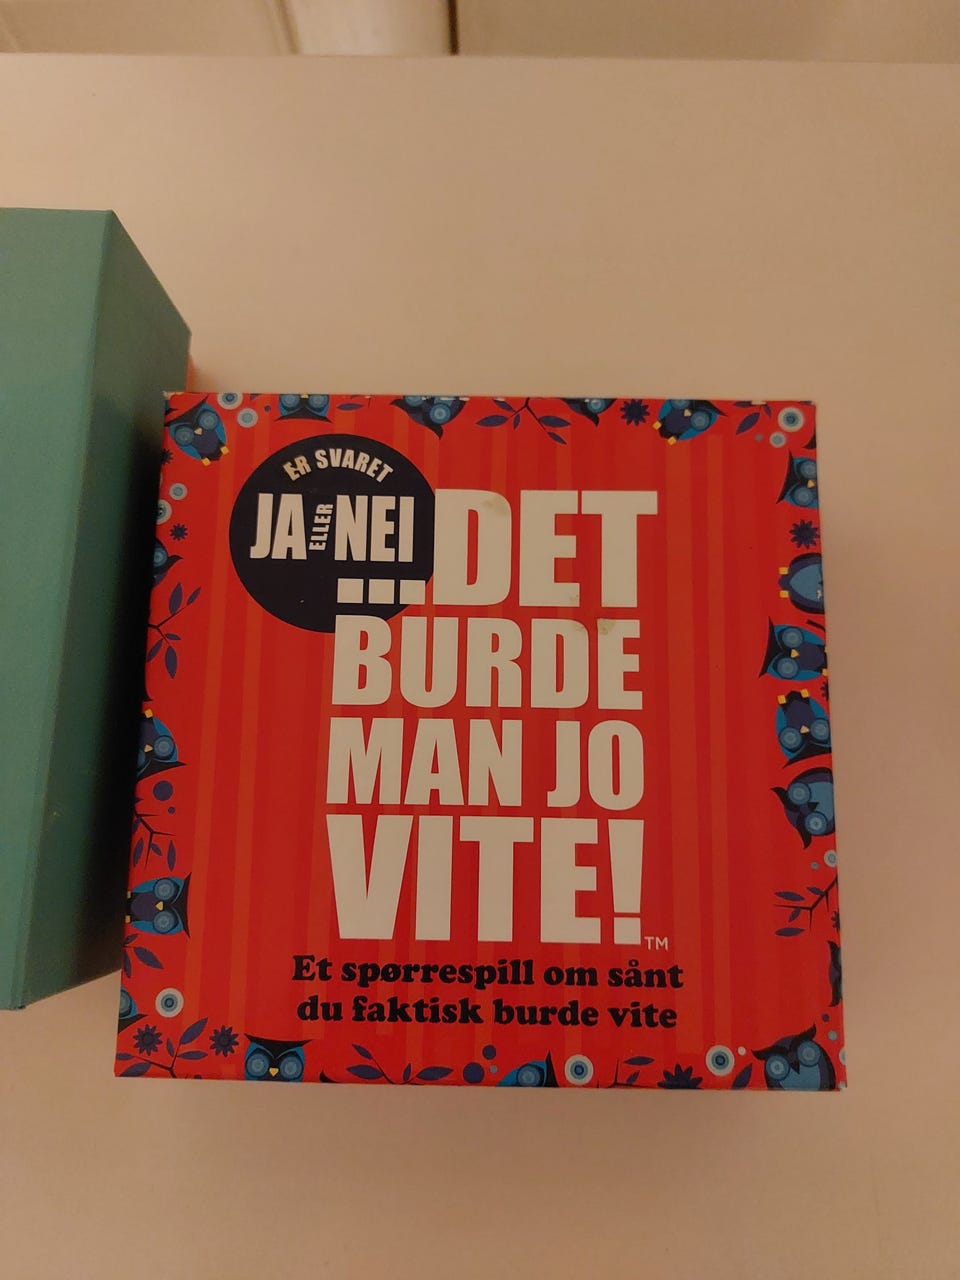 ER SVARET
JA ELLER NEI
...DET
BURDE
MAN JO
VITE!™
Et spørrespill om sånt
du faktisk burde vite